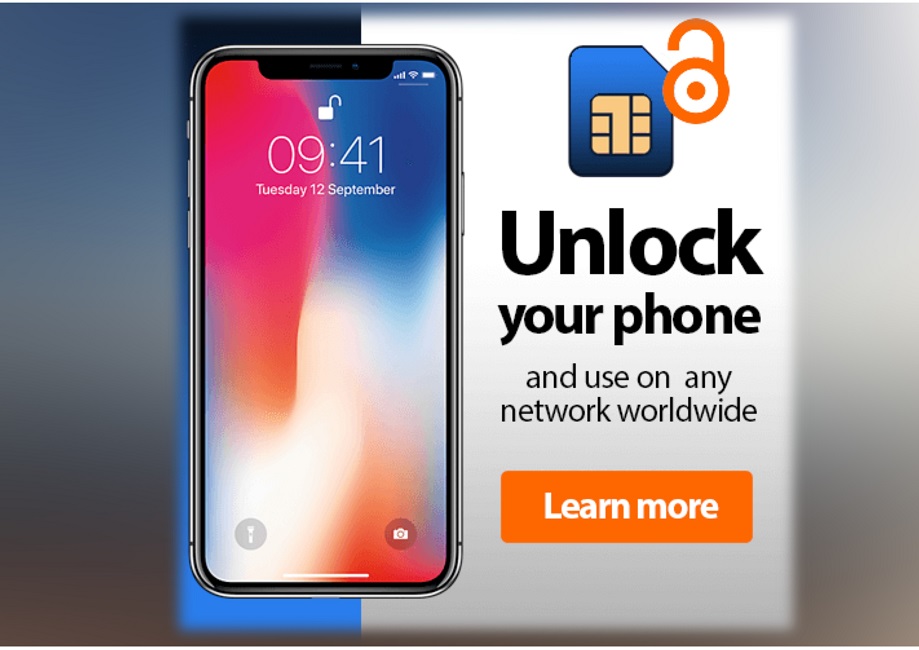 09:41
Tuesday 12 September
Unlock
your phone
and use on any
network worldwide
Learn more